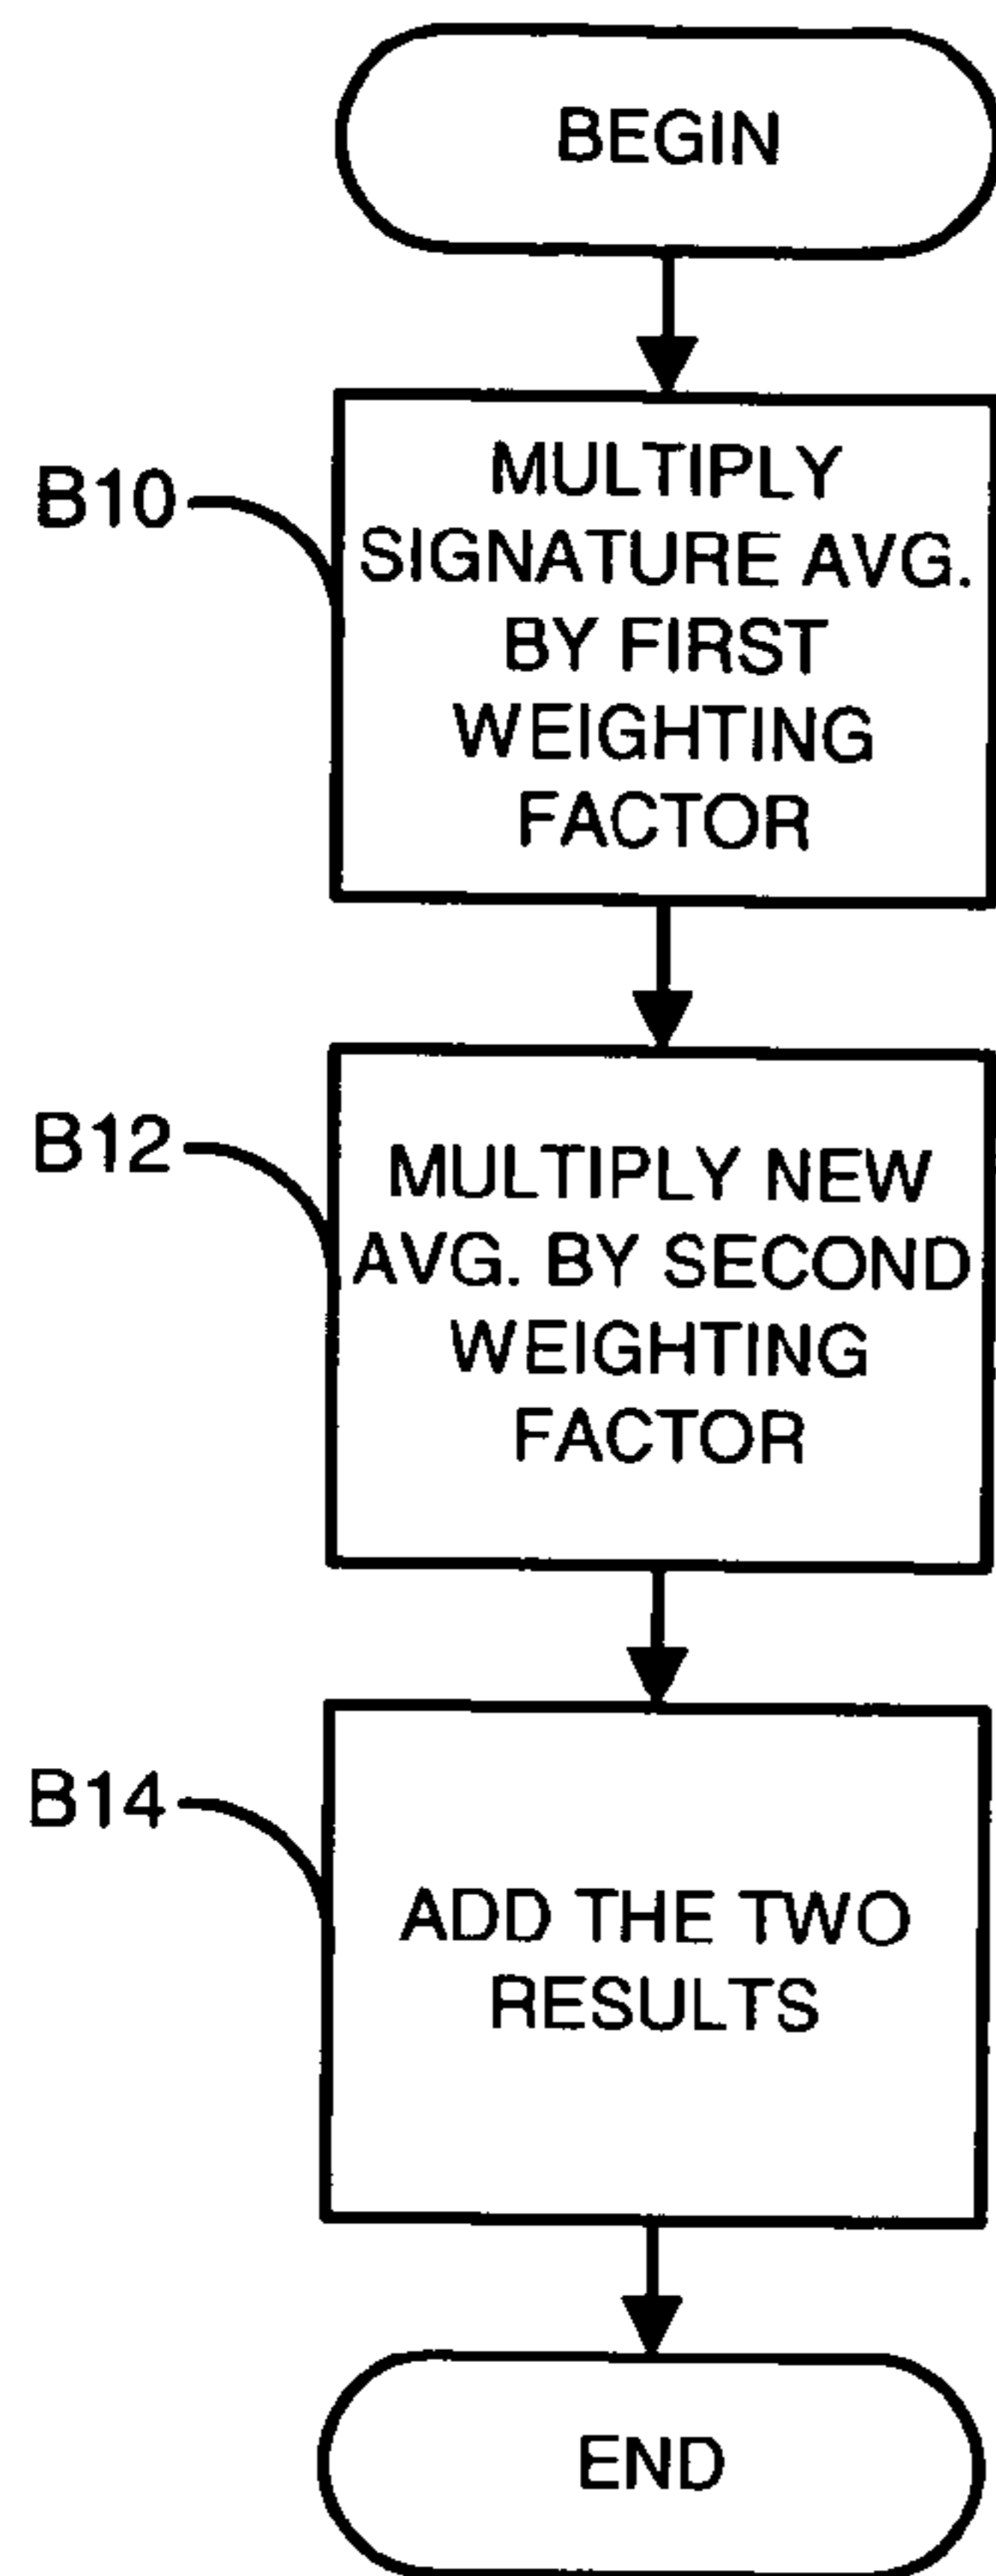 BEGIN
B10
MULTIPLY
SIGNATURE AVG.
BY FIRST
WEIGHTING
FACTOR
B12
MULTIPLY NEW
AVG. BY SECOND
WEIGHTING
FACTOR
B14
ADD THE TWO
RESULTS
END